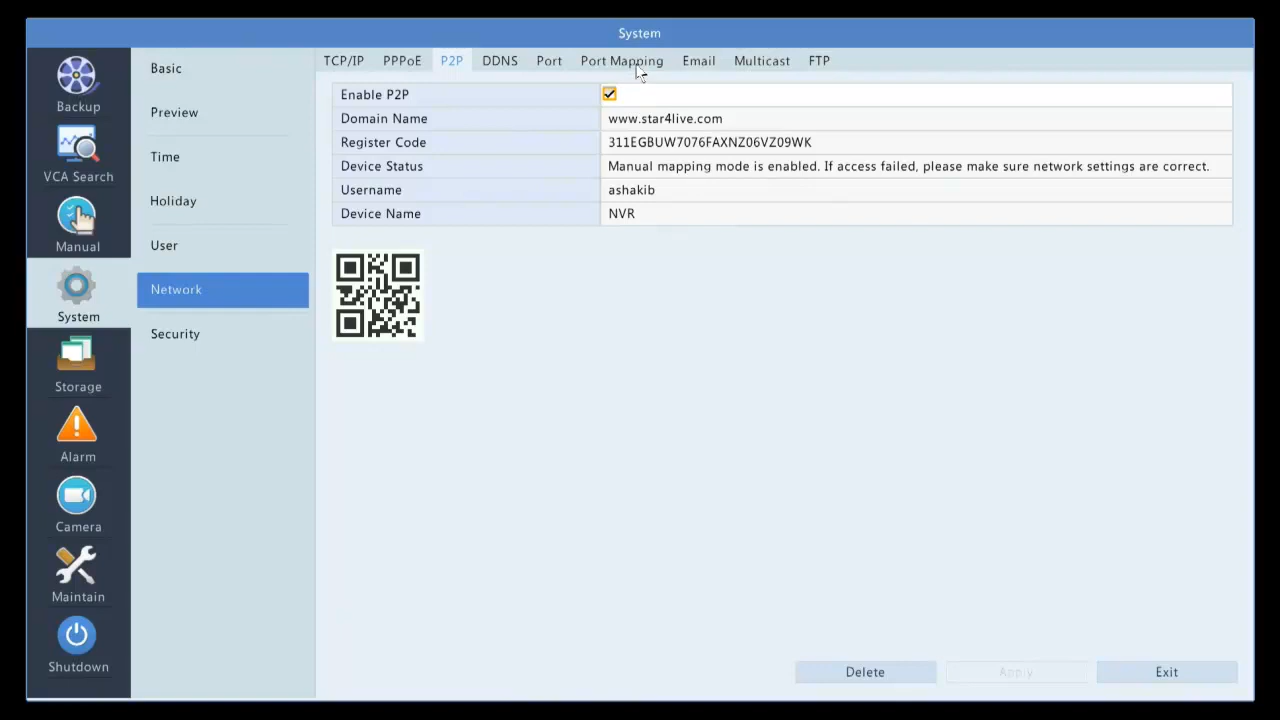 System
Backup
VCA Search
Manual
System
Storage
Alarm
Camera
Maintain
Shutdown
Basic
Preview
Time
Holiday
User
Network
Security
TCP/IP PPPoE P2P DDNS Port Port Mapping Email Multicast FTP
Enable P2P
Domain Name www.star4live.com
Register Code 311EGBUW7076FAXNZ06VZ09WK
Device Status Manual mapping mode is enabled. If access failed, please make sure network settings are correct.
Username ashakib
Device Name NVR
Delete Apply Exit